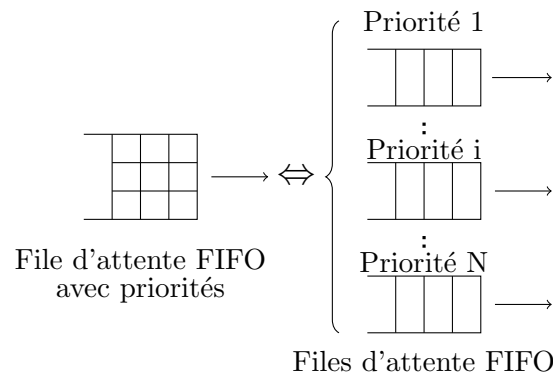 Priorité 1
:
Priorité i
:
Priorité N
⇔
File d'attente FIFO
avec priorités
Files d'attente FIFO